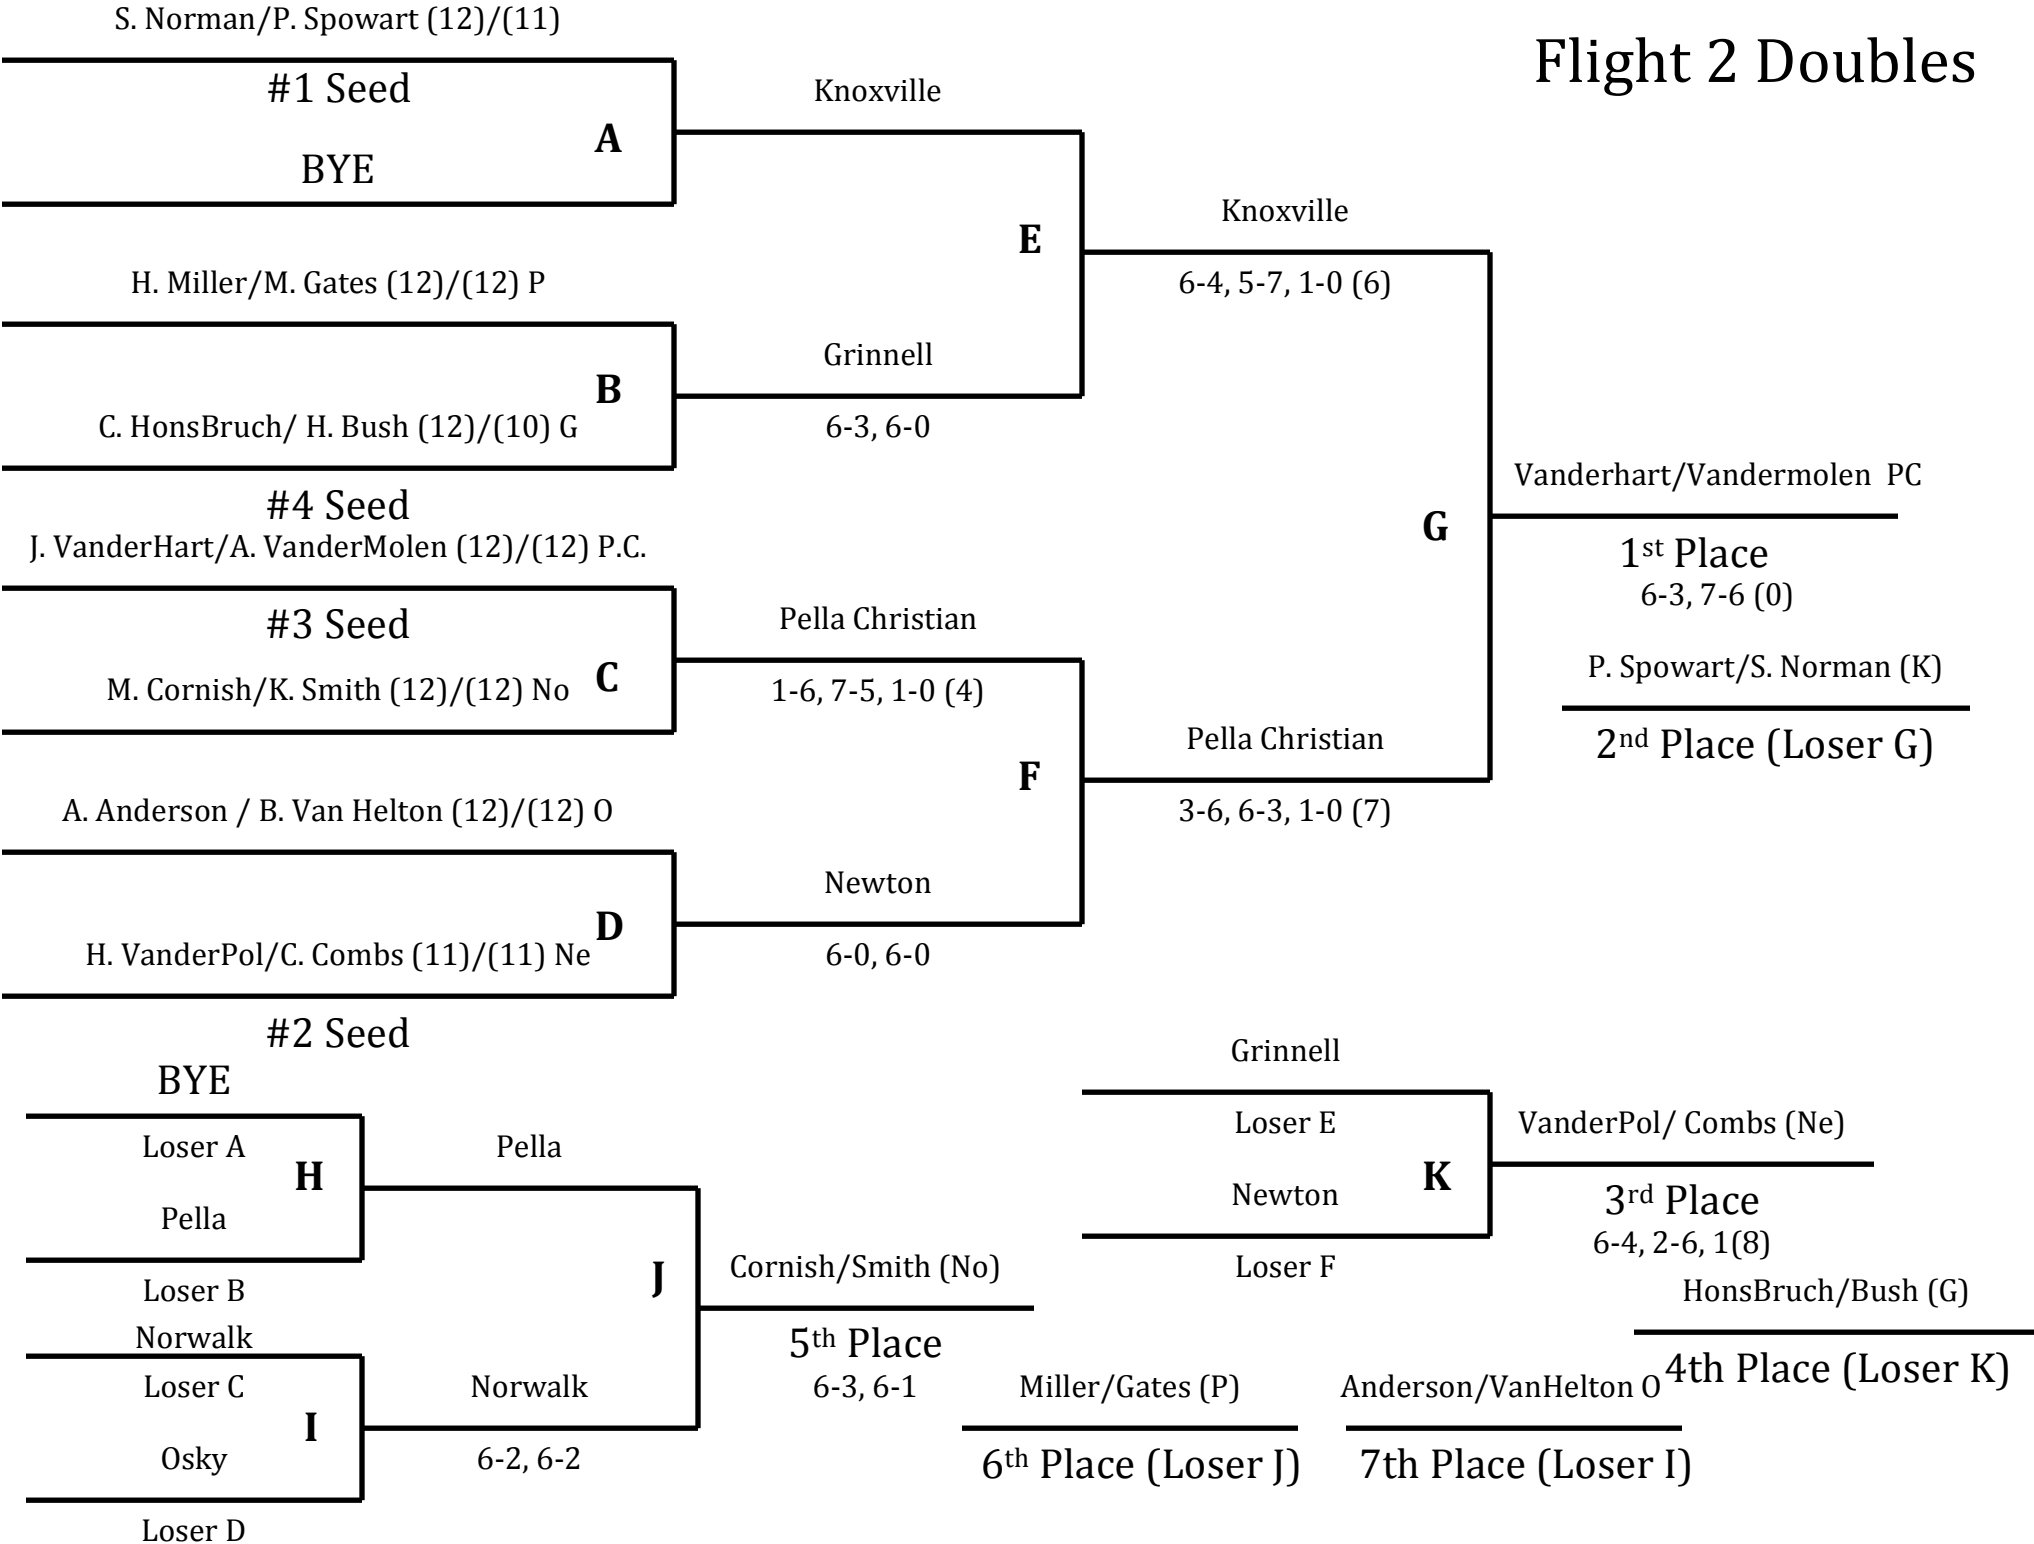 Flight 2 Doubles
S. Norman/P. Spowart (12)/(11)
#1 Seed
A
BYE
Knoxville
H. Miller/M. Gates (12)/(12) P
B
C. HonsBruch/ H. Bush (12)/(10) G
#4 Seed
Grinnell
6-3, 6-0
E
Knoxville
6-4, 5-7, 1-0 (6)
J. VanderHart/A. VanderMolen (12)/(12) P.C.
#3 Seed
C
M. Cornish/K. Smith (12)/(12) No
Pella Christian
1-6, 7-5, 1-0 (4)
A. Anderson / B. Van Helton (12)/(12) O
D
H. VanderPol/C. Combs (11)/(11) Ne
#2 Seed
Newton
6-0, 6-0
F
Pella Christian
3-6, 6-3, 1-0 (7)
G
Vanderhart/Vandermolen  PC
1st Place
6-3, 7-6 (0)
P. Spowart/S. Norman (K)
2nd Place (Loser G)
BYE
Loser A
H
Pella
Loser B
Pella
Norwalk
Loser C
I
Osky
Loser D
Norwalk
6-2, 6-2
J
Cornish/Smith (No)
5th Place
6-3, 6-1
Miller/Gates (P)
6th Place (Loser J)
Anderson/VanHelton O
7th Place (Loser I)
Grinnell
Loser E
K
Newton
Loser F
VanderPol/ Combs (Ne)
3rd Place
6-4, 2-6, 1(8)
HonsBruch/Bush (G)
4th Place (Loser K)